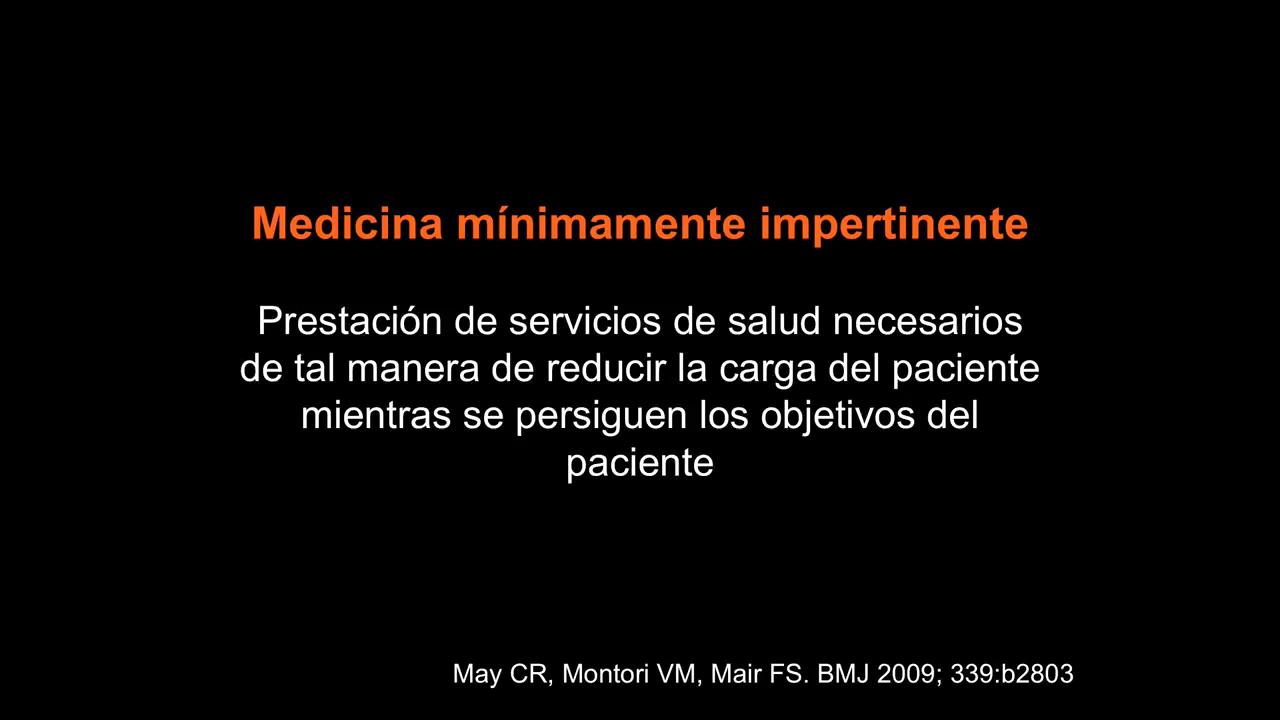 Medicina mínimamente impertinente
Prestación de servicios de salud necesarios
de tal manera de reducir la carga del paciente
mientras se persiguen los objetivos del
paciente
May CR, Montori VM, Mair FS. BMJ 2009; 339:b2803